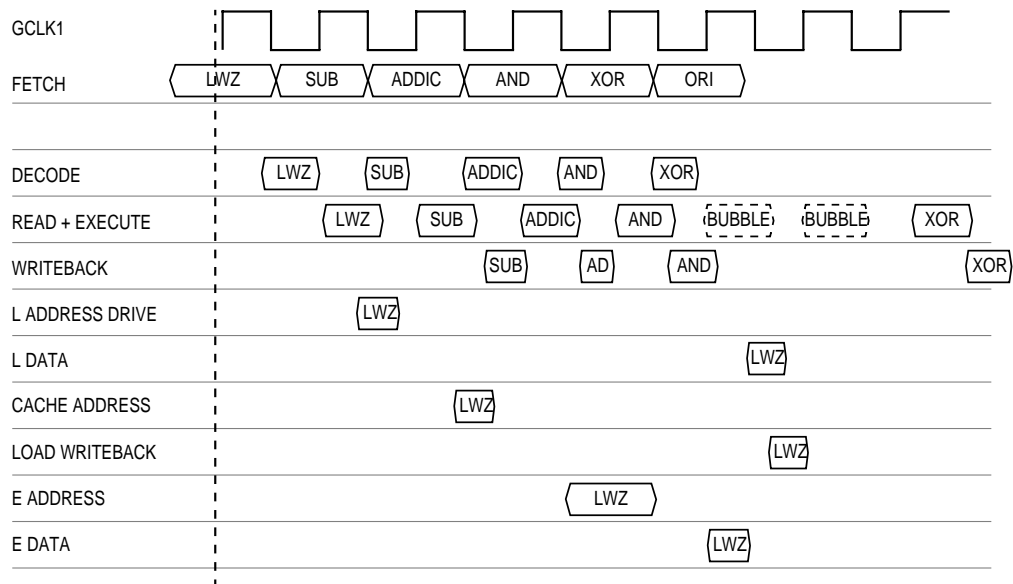 GCLK1
FETCH LWZ SUB ADDIC AND XOR ORI
DECODE LWZ SUB ADDIC AND XOR
READ + EXECUTE LWZ SUB ADDIC AND BUBBLE BUBBLE XOR
WRITEBACK SUB AD AND XOR
L ADDRESS DRIVE LWZ
L DATA LWZ
CACHE ADDRESS LWZ
LOAD WRITEBACK LWZ
E ADDRESS LWZ
E DATA LWZ